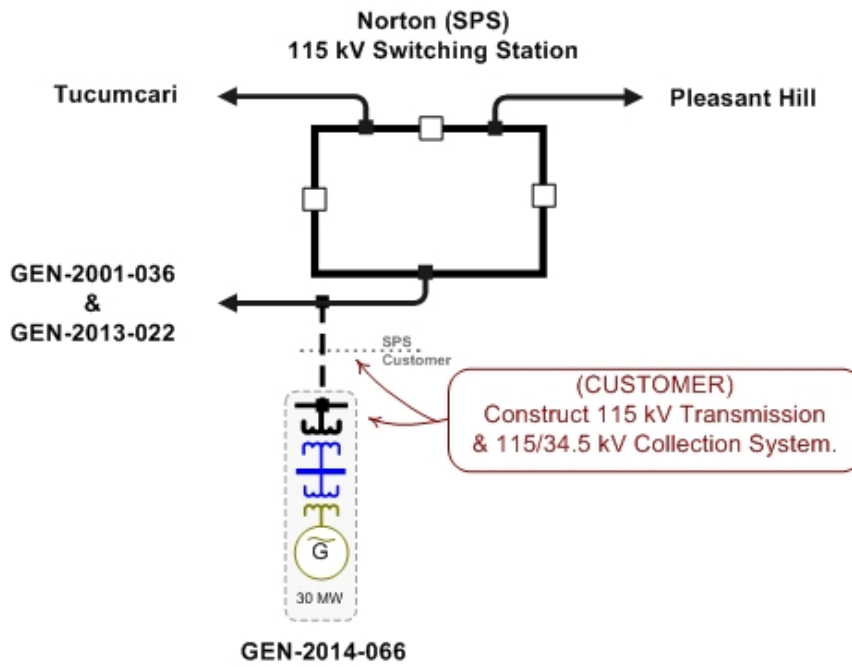 Norton (SPS)
115 kV Switching Station
Tucumcari
Pleasant Hill
GEN-2001-036
&
GEN-2013-022
SPS
Customer
(CUSTOMER)
Construct 115 kV Transmission
& 115/34.5 kV Collection System.
G
30 MW
GEN-2014-066